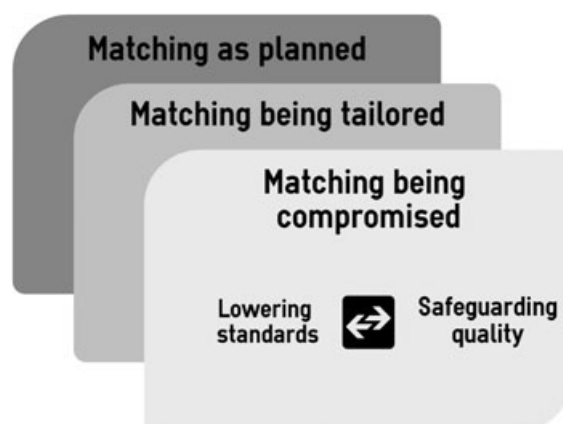 Matching as planned
Matching being tailored
Matching being
compromised
Lowering
standards
Safeguarding
quality